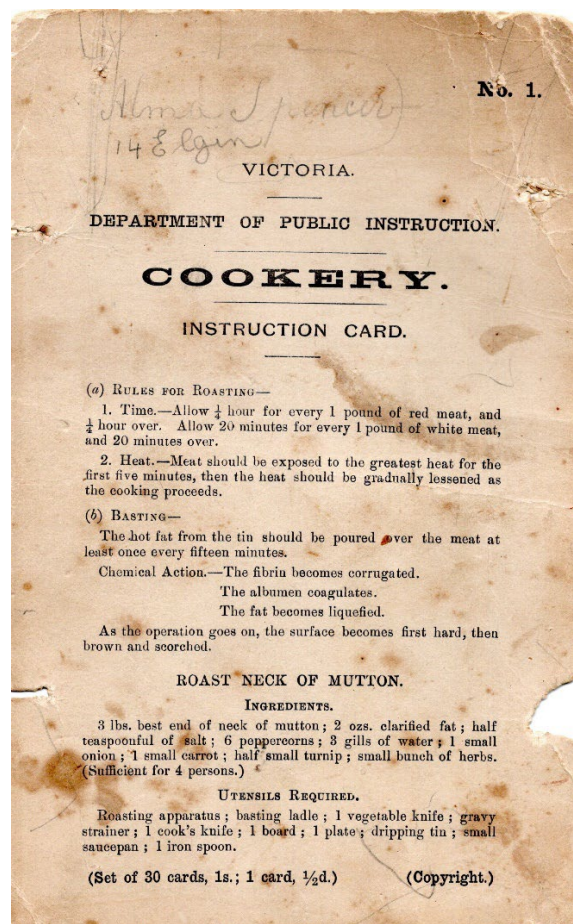 No. 1.
Alma Spencer
14 Elgin
VICTORIA.
DEPARTMENT OF PUBLIC INSTRUCTION.
COOKERY.
INSTRUCTION CARD.
(a) RULES FOR ROASTING—
1. Time.—Allow ¼ hour for every 1 pound of red meat, and
¼ hour over. Allow 20 minutes for every 1 pound of white meat,
and 20 minutes over.
2. Heat.—Meat should be exposed to the greatest heat for the
first five minutes, then the heat should be gradually lessened as
the cooking proceeds.
(b) BASTING—
The hot fat from the tin should be poured over the meat at
least once every fifteen minutes.
Chemical Action.—The fibrin becomes corrugated.
The albumen coagulates.
The fat becomes liquefied.
As the operation goes on, the surface becomes first hard, then
brown and scorched.
ROAST NECK OF MUTTON.
INGREDIENTS.
3 lbs. best end of neck of mutton; 2 ozs. clarified fat; half
teaspoonful of salt; 6 peppercorns; 3 gills of water; 1 small
onion; 1 small carrot; half small turnip; small bunch of herbs.
(Sufficient for 4 persons.)
UTENSILS REQUIRED.
Roasting apparatus; basting ladle; 1 vegetable knife; gravy
strainer; 1 cook's knife; 1 board; 1 plate; dripping tin; small
saucepan; 1 iron spoon.
(Set of 30 cards, 1s.; 1 card, ½d.) (Copyright.)